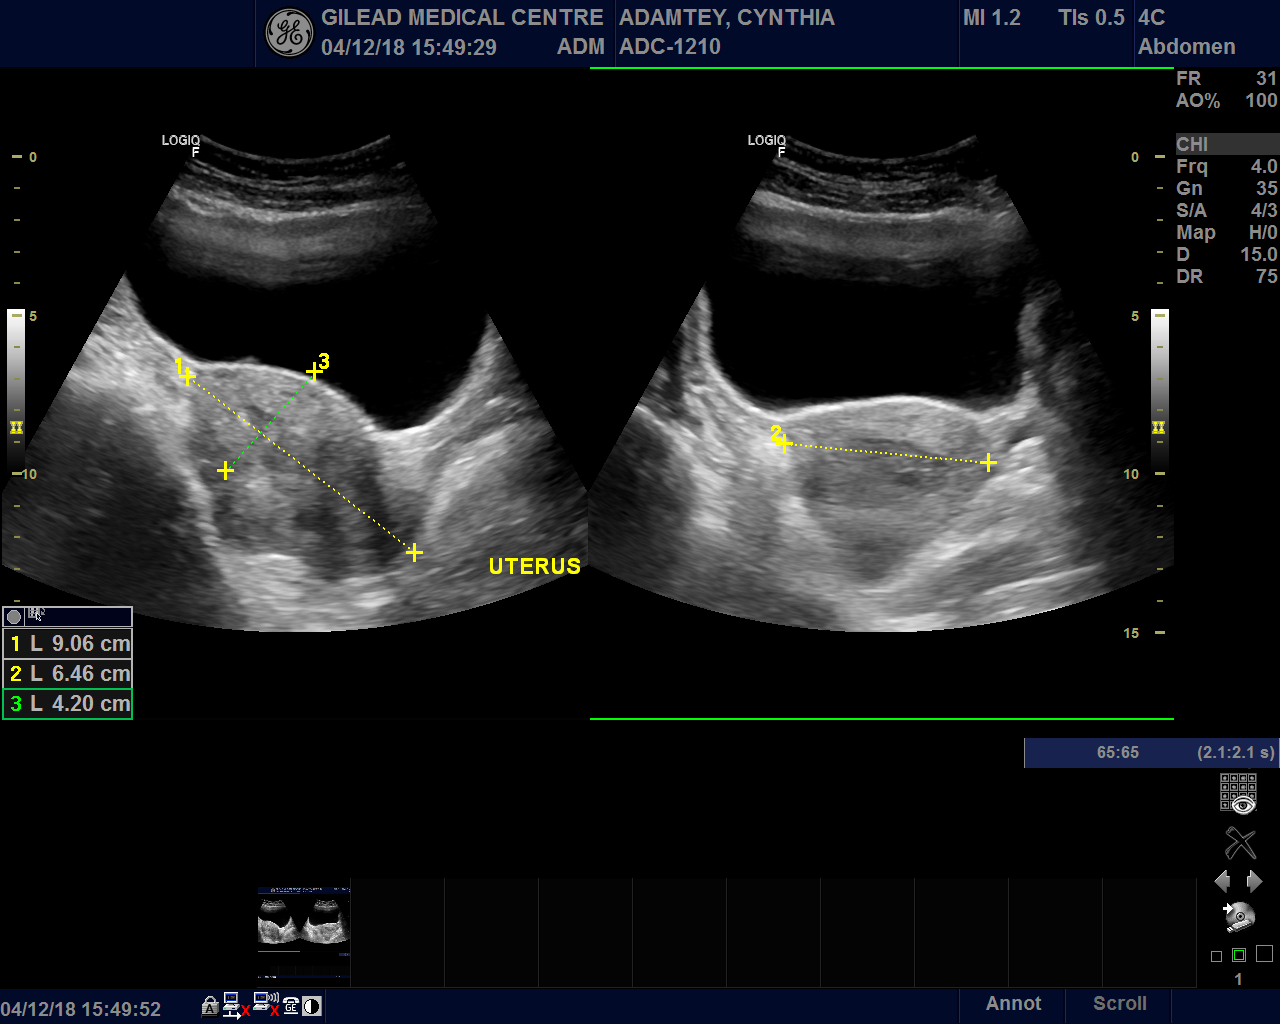 GILEAD MEDICAL CENTRE
04/12/18 15:49:29 ADM
ADAMTEY, CYNTHIA
ADC-1210
MI 1.2 TIs 0.5
4C
Abdomen
FR 31
AO% 100
CHI
Frq 4.0
Gn 35
S/A 4/3
Map H/0
D 15.0
DR 75
LOGIQ
F
0
5
10
1
3
UTERUS
LOGIQ
F
0
5
10
15
2
1 L 9.06 cm
2 L 6.46 cm
3 L 4.20 cm
65:65 (2.1:2.1 s)
1
04/12/18 15:49:52
Annot
Scroll